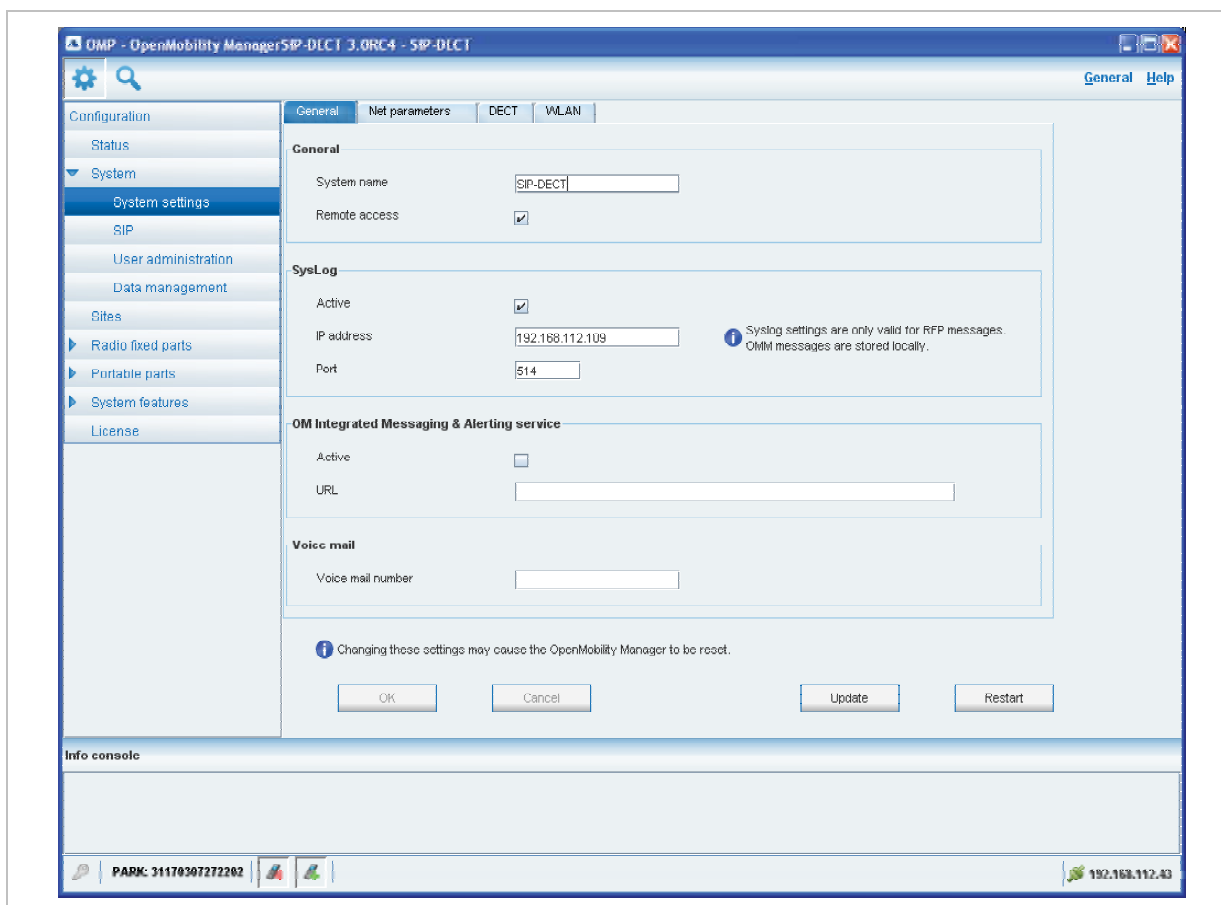 OMP - OpenMobility ManagerSIP-DECT 3.0RC4 - SIP-DECT
General Help
Configuration
Status
System
System settings
SIP
User administration
Data management
Sites
Radio fixed parts
Portable parts
System features
License
General Net parameters DECT WLAN
General
System name SIP-DECT
Remote access
SysLog
Active
IP address 192.168.112.109
Syslog settings are only valid for RFP messages.
OMM messages are stored locally.
Port 514
OM Integrated Messaging & Alerting service
Active
URL
Voice mail
Voice mail number
Changing these settings may cause the OpenMobility Manager to be reset.
OK Cancel Update Restart
Info console
PARK: 31170307272202
192.168.112.43